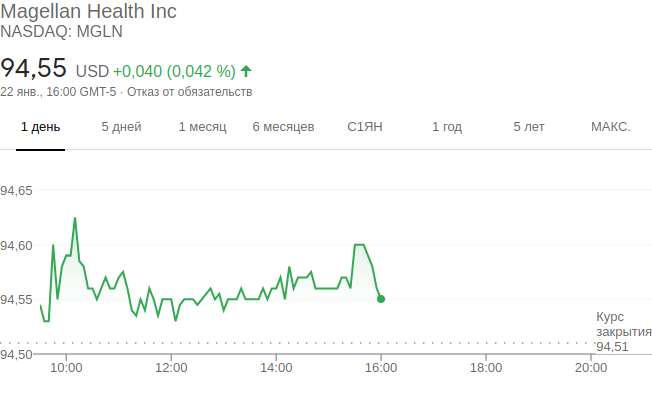 Magellan Health Inc
NASDAQ: MGLN
94,55 USD +0,040 (0,042 %)
22 янв., 16:00 GMT-5 · Отказ от обязательств
1 день 5 дней 1 месяц 6 месяцев С1ЯН 1 год 5 лет МАКС.
94,65
94,60
94,55
Курс
закрытия
94,51
94,50
10:00 12:00 14:00 16:00 18:00 20:00